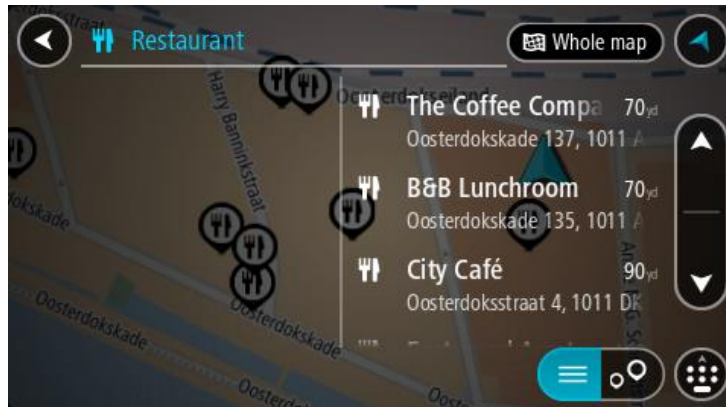 Restaurant
Whole map
Oosterdokseiland
Harry Banninkstraat
The Coffee Compa 70yd
Oosterdokskade 137, 1011 A
B&B Lunchroom 70yd
Oosterdokskade 135, 1011 A
City Café 90yd
Oosterdoksstraat 4, 1011 DK
Oosterdokskade
Oosterdokskade